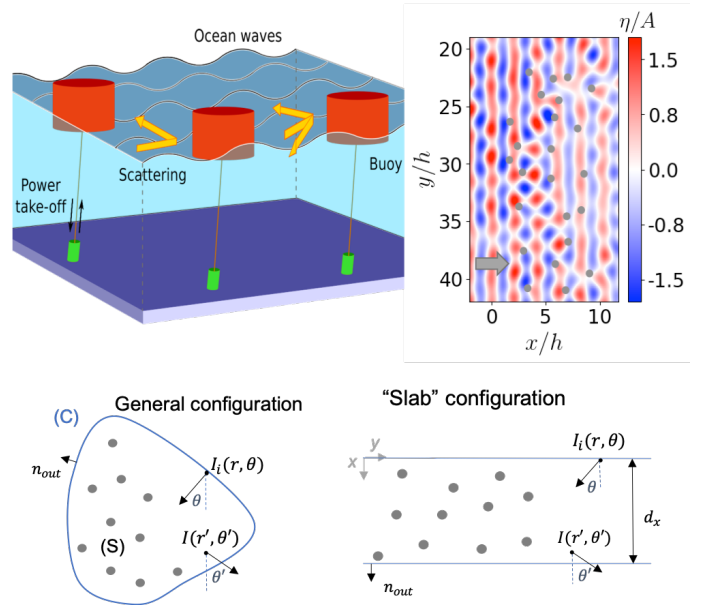 Ocean waves
Scattering
Buoy
Power
take-off
η/A
1.5
0.8
0.0
-0.8
-1.5
y/h
20
25
30
35
40
0
5
10
x/h
(C)
General configuration
n_out
I_i(r, θ)
θ
(S)
I(r′, θ′)
θ′
“Slab” configuration
y
x
I_i(r, θ)
θ
d_x
I(r′, θ′)
n_out
θ′